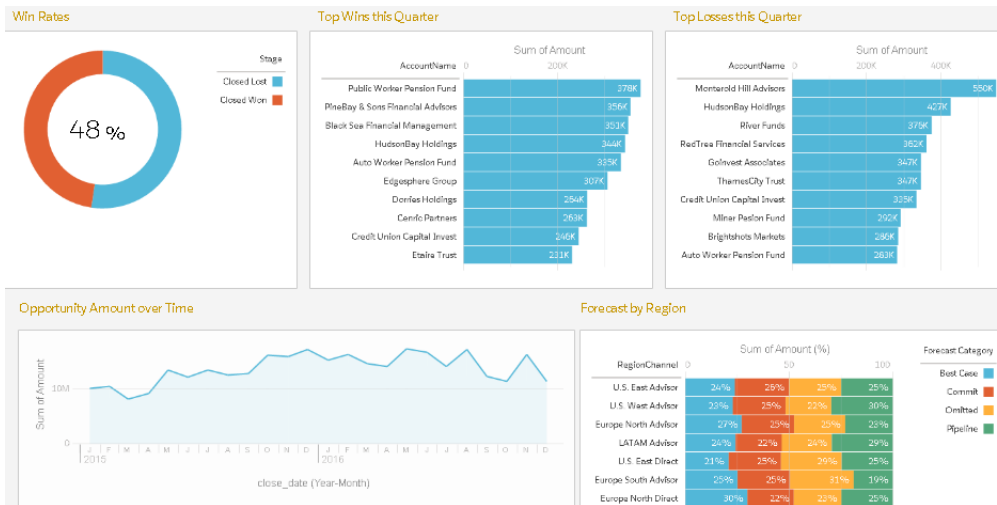 Win Rates
Stage
Closed Lost
Closed Won
48 %
Top Wins this Quarter
Sum of Amount
AccountName 0 200K
Public Worker Pension Fund 378K
PineBay & Sons Financial Advisors 356K
Black Sea Financial Management 351K
HudsonBay Holdings 344K
Auto Worker Pension Fund 335K
Edgesphere Group 307K
Dorries Holdings 264K
Cenric Partners 263K
Credit Union Capital Invest 246K
Etaire Trust 231K
Top Losses this Quarter
Sum of Amount
AccountName 0 200K 400K
Monterold Hill Advisors 550K
HudsonBay Holdings 427K
River Funds 376K
RedTree Financial Services 362K
GoInvest Associates 347K
ThamesCity Trust 347K
Credit Union Capital Invest 335K
Miner Pesion Fund 292K
Brightshots Markets 286K
Auto Worker Pension Fund 283K
Opportunity Amount over Time
Sum of Amount
10M
0
J F M A M J J A S O N D J F M A M J J A S O N D
2015 2016
close_date (Year-Month)
Forecast by Region
Sum of Amount (%)
RegionChannel 0 50 100
U.S. East Advisor 24% 26% 25% 25%
U.S. West Advisor 23% 25% 22% 30%
Europe North Advisor 27% 25% 25% 23%
LATAM Advisor 24% 22% 24% 29%
U.S. East Direct 21% 25% 29% 25%
Europe South Advisor 25% 25% 31% 19%
Europe North Direct 30% 22% 23% 25%
Forecast Category
Best Case
Commit
Omitted
Pipeline